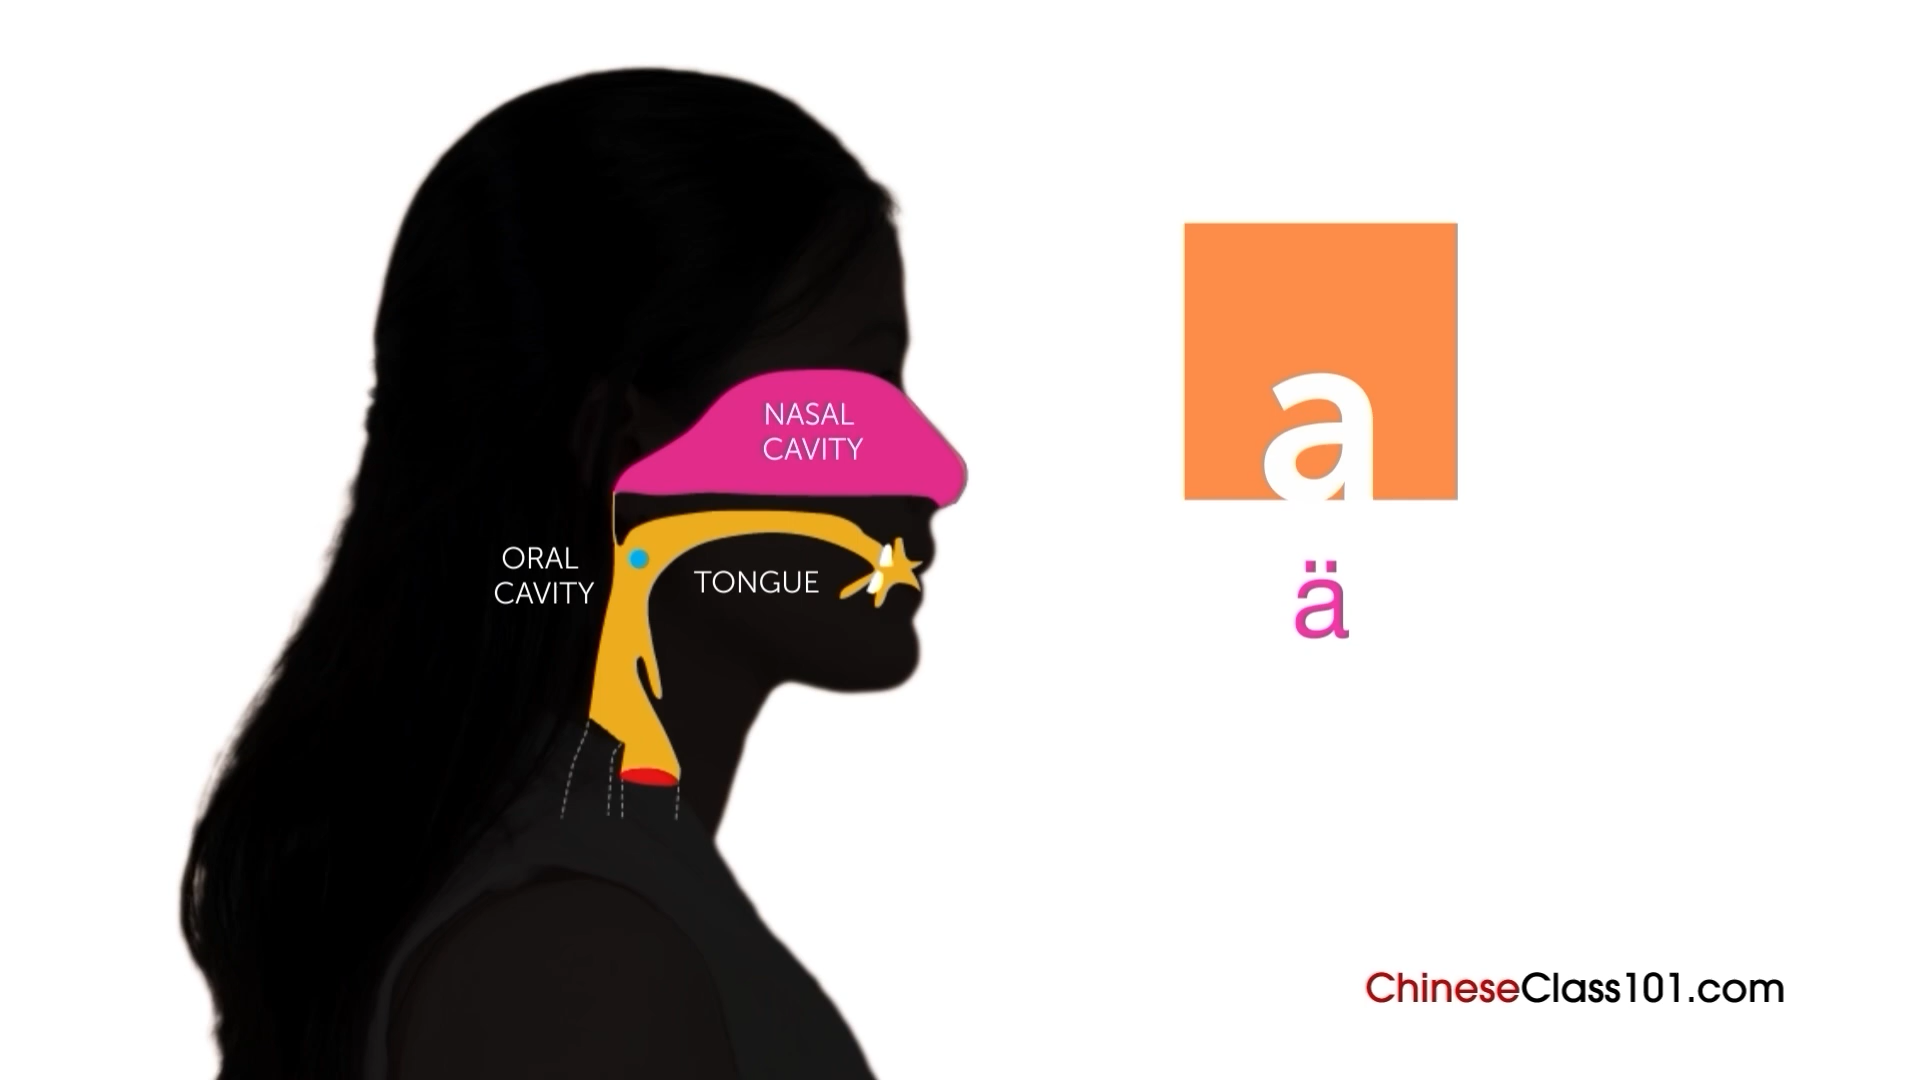 NASAL
CAVITY
ORAL
CAVITY
TONGUE
a
ä
ChineseClass101.com